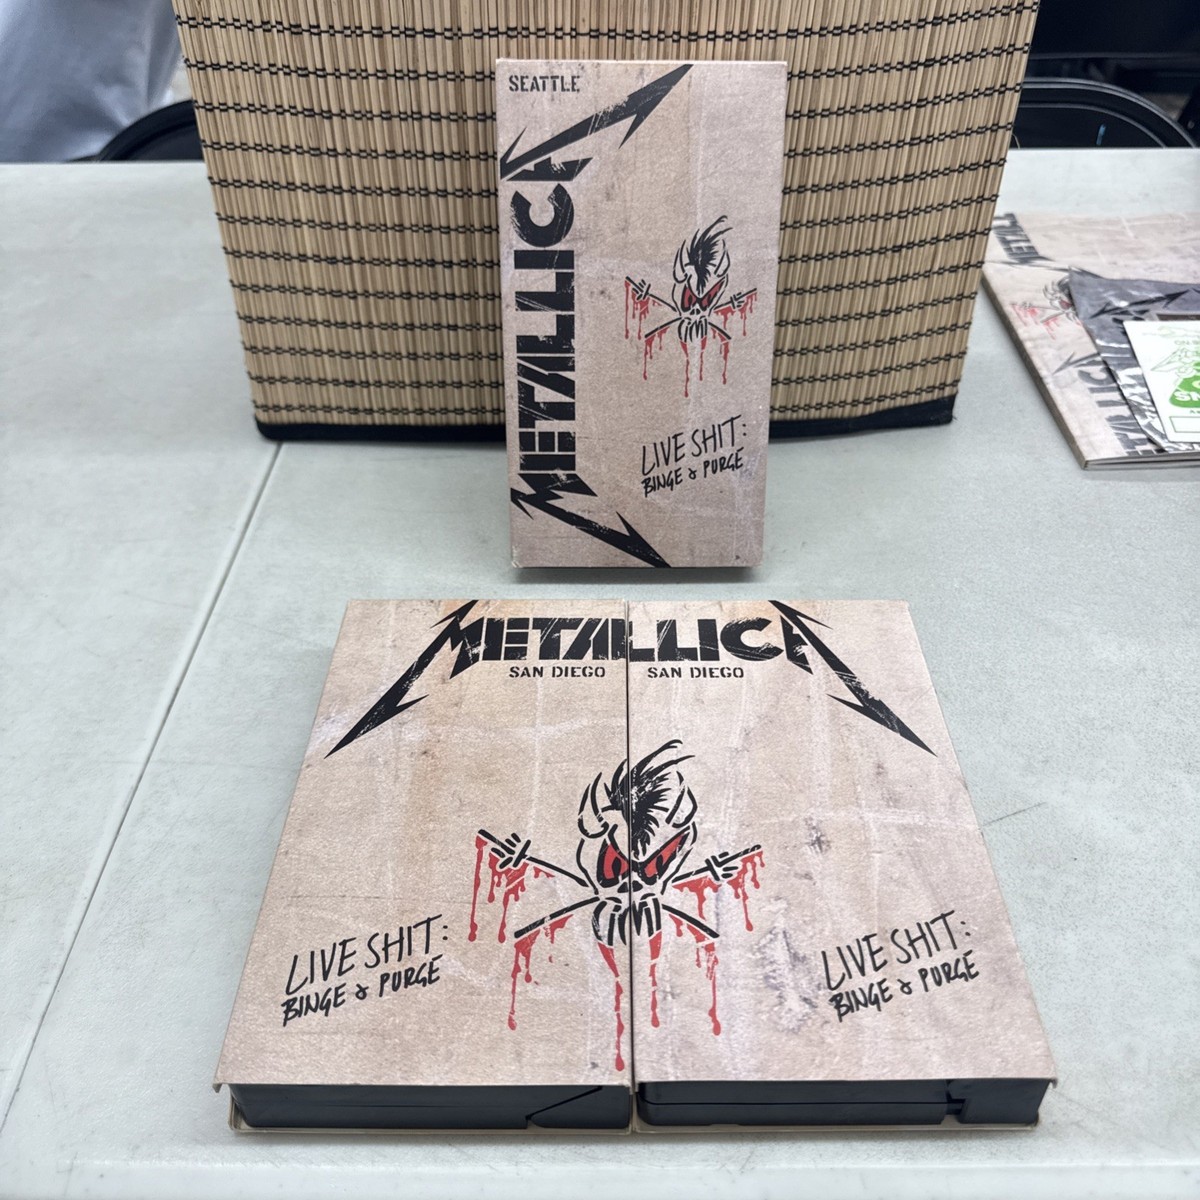 SEATTLE
METALLICA
LIVE SHIT:
BINGE & PURGE
METALLICA
SAN DIEGO SAN DIEGO
LIVE SHIT:
BINGE & PURGE
LIVE SHIT:
BINGE & PURGE